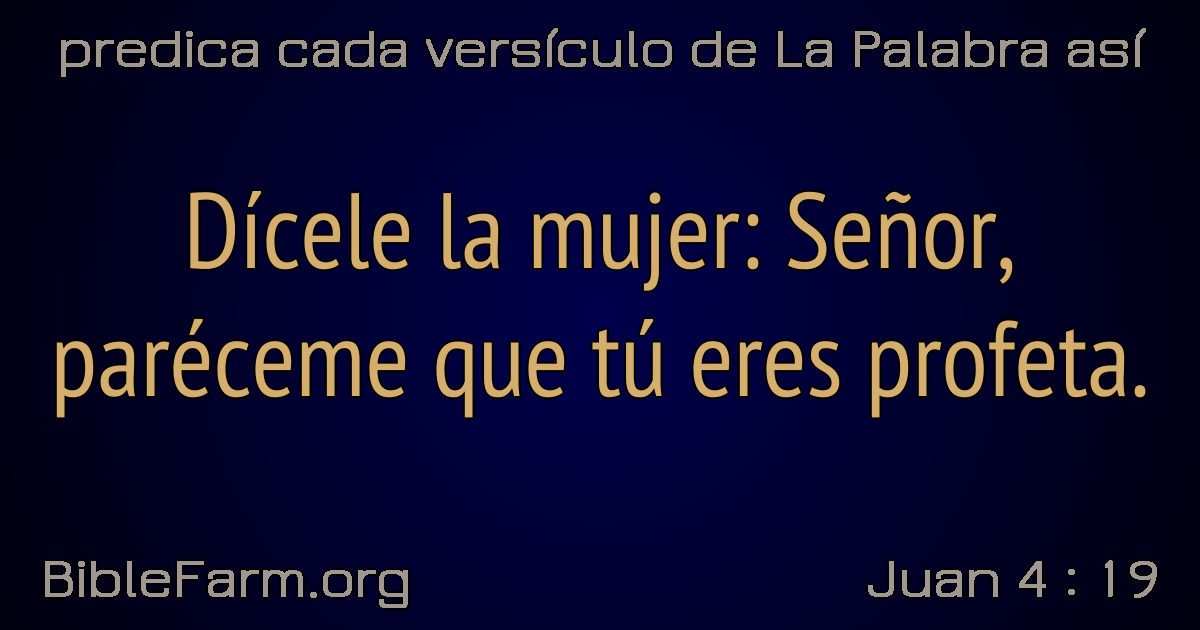 predica cada versículo de La Palabra así
Dícele la mujer: Señor,
paréceme que tú eres profeta.
BibleFarm.org
Juan 4 : 19